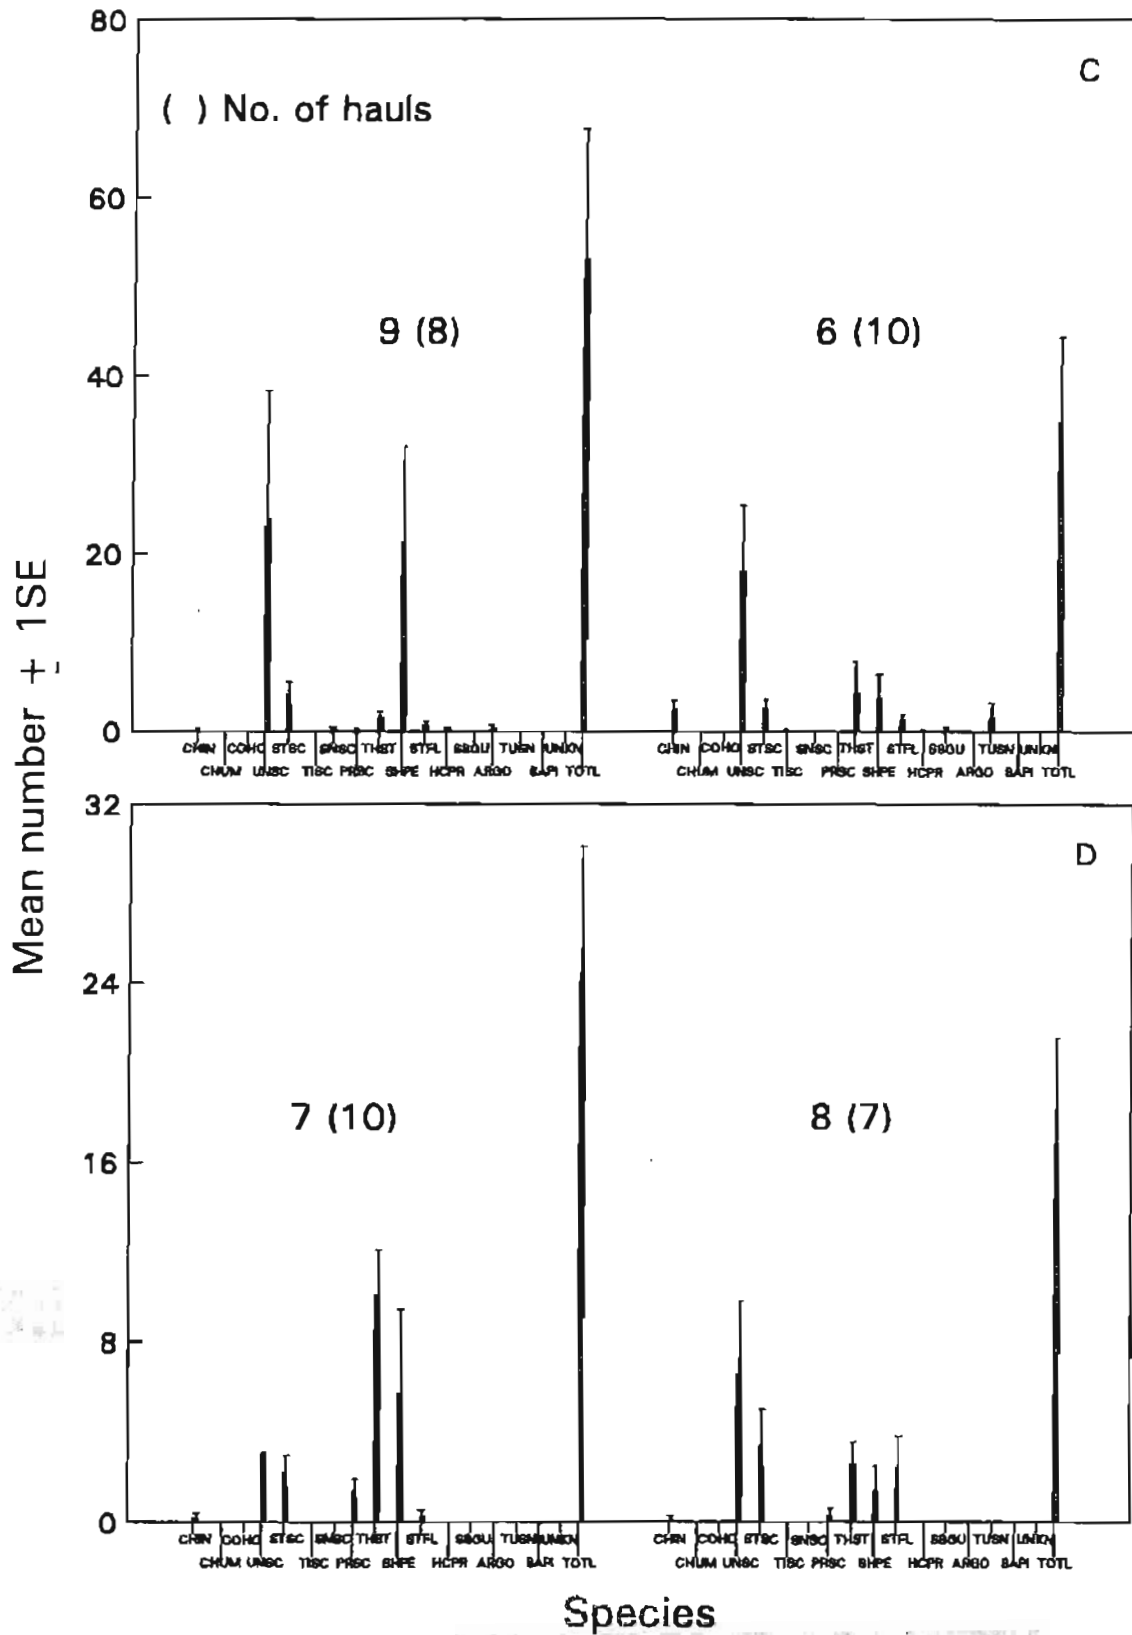 80
C
( ) No. of hauls
60
9 (8) 6 (10)
40
20
0
CHIN COHO STSC SNSC THST STFL SSGU TUSN UNKN CHIN COHO STSC SNSC THST STFL SSGU TUSN UNKN
CHUM UNSC TISC PRSC SHPE HCPR ARGO BAPI TOTL CHUM UNSC TISC PRSC SHPE HCPR ARGO BAPI TOTL
Mean number ± 1SE
32
D
24
7 (10) 8 (7)
16
8
0
CHIN COHO STSC SNSC THST STFL SSGU TUSN UNKN CHIN COHO STSC SNSC THST STFL SSGU TUSN UNKN
CHUM UNSC TISC PRSC SHPE HCPR ARGO BAPI TOTL CHUM UNSC TISC PRSC SHPE HCPR ARGO BAPI TOTL
Species